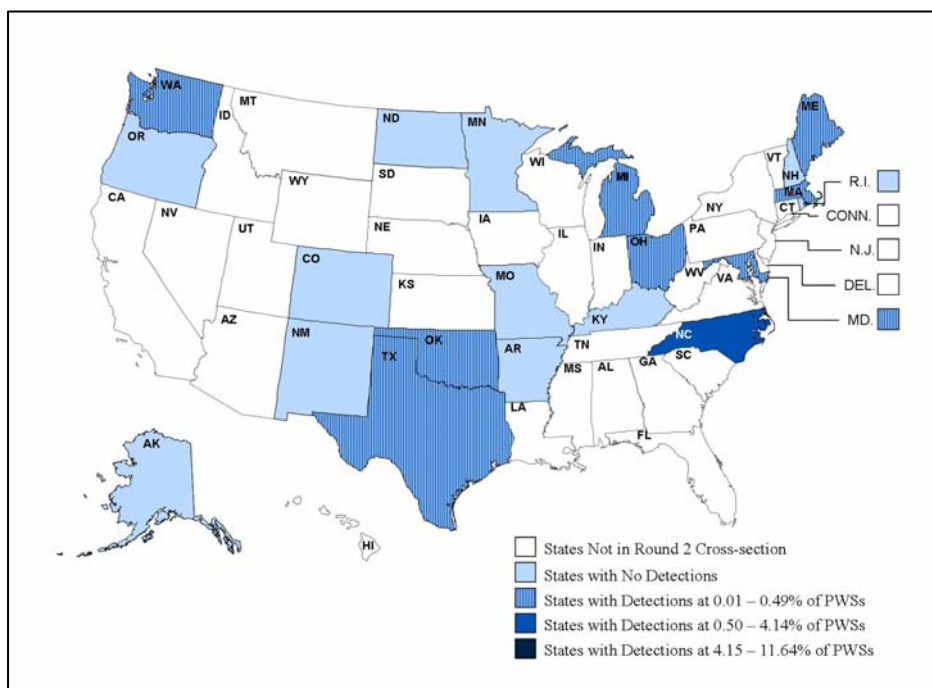 WA
MT
ND
MN
ME
ID
OR
WI
VT
NH
MI
MA
R.I.
SD
WY
NY
CT
CONN.
CA
NV
IA
PA
NE
UT
IL
IN
OH
N.J.
CO
WV
VA
DEL.
KS
MO
KY
MD.
AZ
NM
OK
NC
TN
TX
AR
SC
MS
AL
GA
LA
FL
AK
HI
States Not in Round 2 Cross-section
States with No Detections
States with Detections at 0.01 – 0.49% of PWSs
States with Detections at 0.50 – 4.14% of PWSs
States with Detections at 4.15 – 11.64% of PWSs